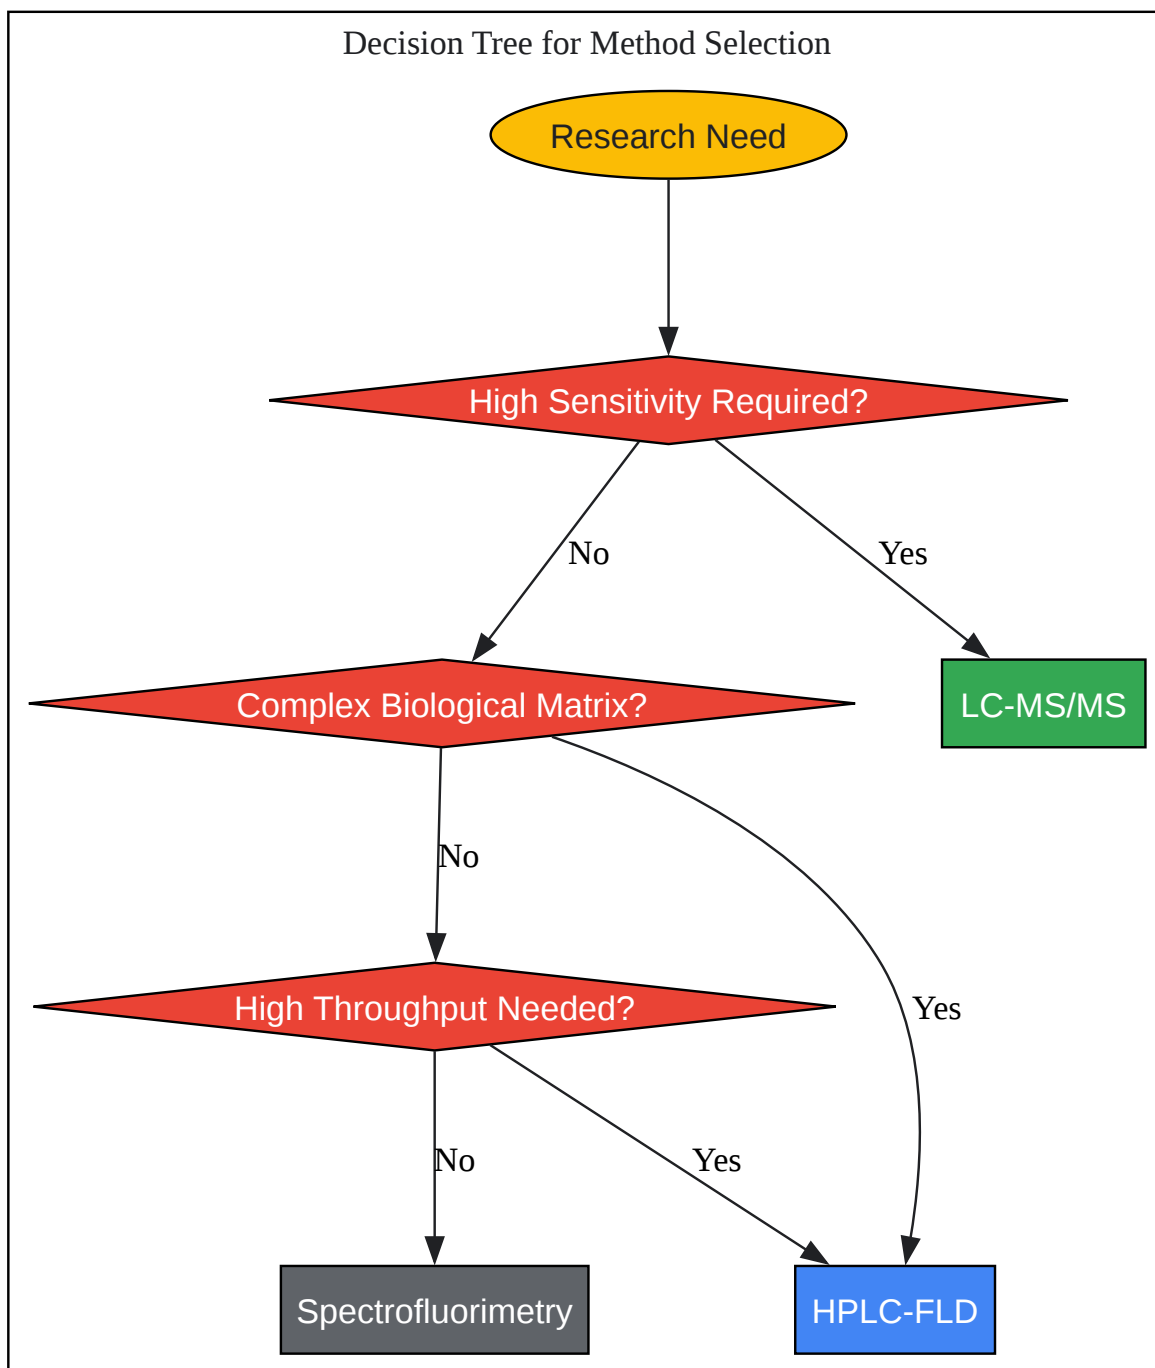 Decision Tree for Method Selection
Research Need
High Sensitivity Required?
No
Yes
Complex Biological Matrix?
LC-MS/MS
No
High Throughput Needed?
Yes
No
Yes
Spectrofluorimetry
HPLC-FLD